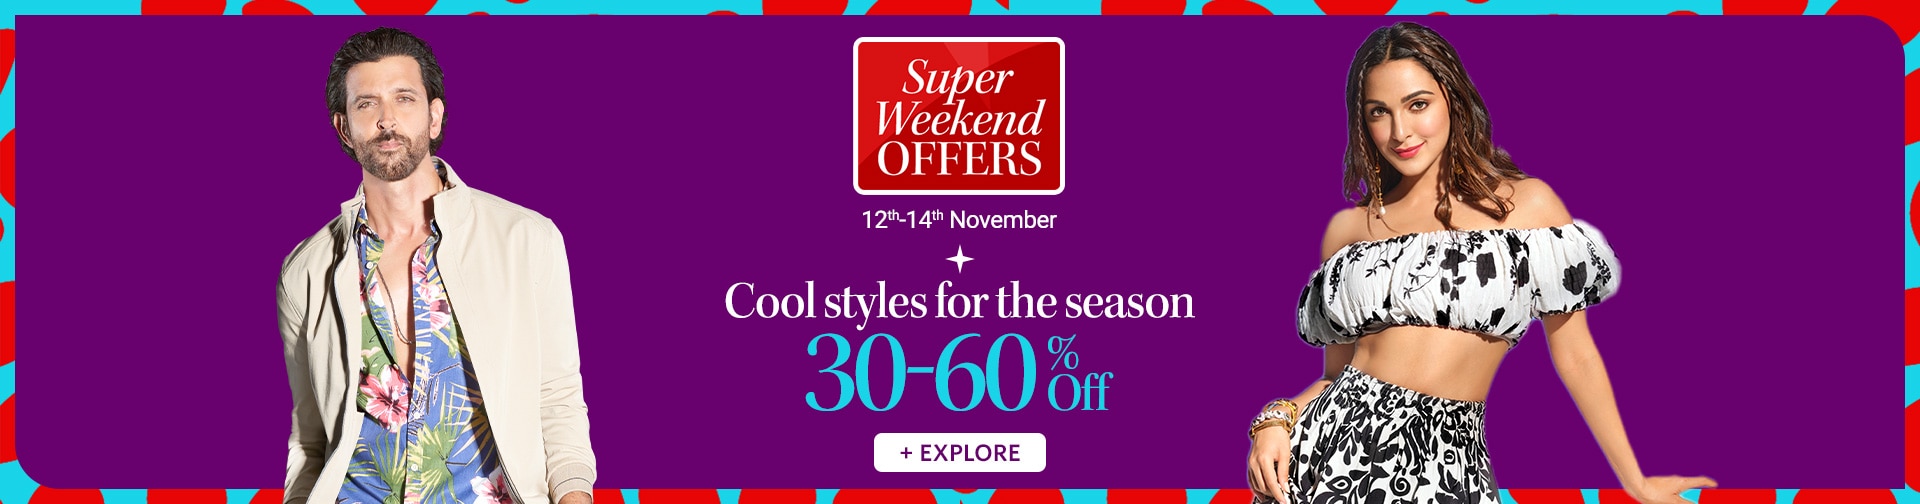 Super
Weekend
OFFERS
12th-14th November
Cool styles for the season
30-60% Off
+ EXPLORE